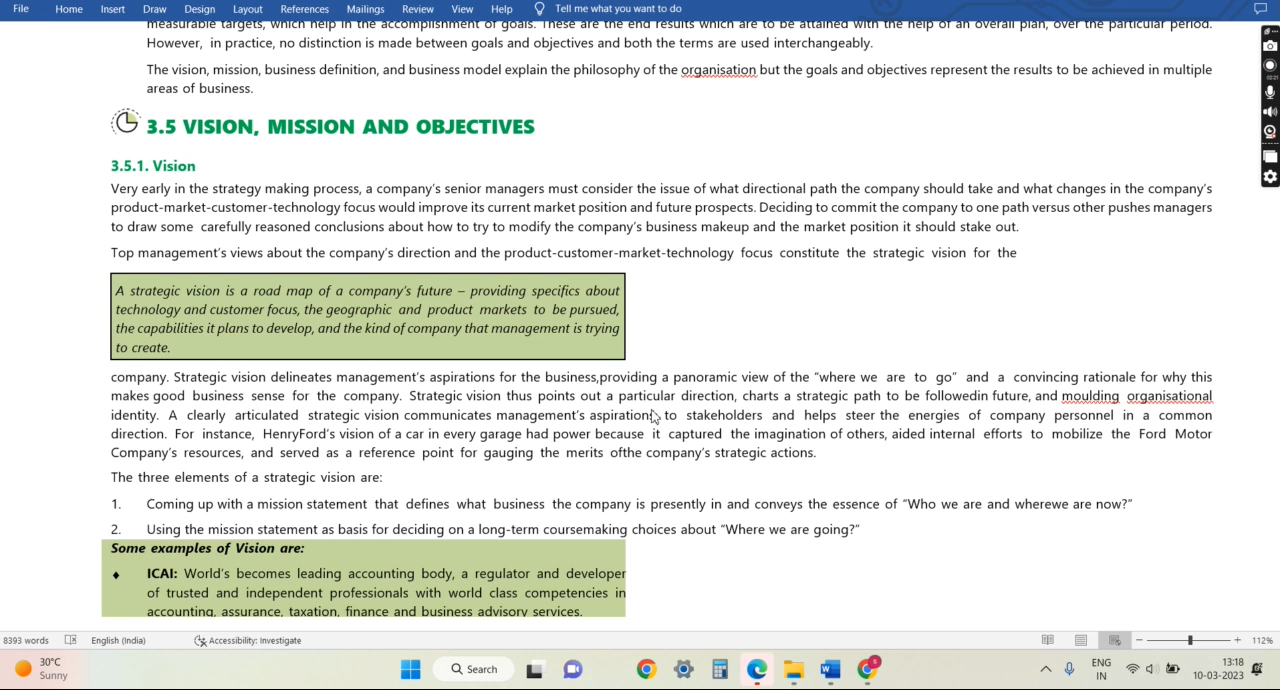 File Home Insert Draw Design Layout References Mailings Review View Help Tell me what you want to do
measurable targets, which help in the accomplishment of goals. These are the end results which are to be attained with the help of an overall plan, over the particular period.
However, in practice, no distinction is made between goals and objectives and both the terms are used interchangeably.
The vision, mission, business definition, and business model explain the philosophy of the organisation but the goals and objectives represent the results to be achieved in multiple
areas of business.
3.5 VISION, MISSION AND OBJECTIVES
3.5.1. Vision
Very early in the strategy making process, a company's senior managers must consider the issue of what directional path the company should take and what changes in the company's
product-market-customer-technology focus would improve its current market position and future prospects. Deciding to commit the company to one path versus other pushes managers
to draw some carefully reasoned conclusions about how to try to modify the company's business makeup and the market position it should stake out.
Top management's views about the company's direction and the product-customer-market-technology focus constitute the strategic vision for the
A strategic vision is a road map of a company's future – providing specifics about
technology and customer focus, the geographic and product markets to be pursued,
the capabilities it plans to develop, and the kind of company that management is trying
to create.
company. Strategic vision delineates management's aspirations for the business,providing a panoramic view of the "where we are to go" and a convincing rationale for why this
makes good business sense for the company. Strategic vision thus points out a particular direction, charts a strategic path to be followedin future, and moulding organisational
identity. A clearly articulated strategic vision communicates management's aspirations to stakeholders and helps steer the energies of company personnel in a common
direction. For instance, HenryFord's vision of a car in every garage had power because it captured the imagination of others, aided internal efforts to mobilize the Ford Motor
Company's resources, and served as a reference point for gauging the merits ofthe company's strategic actions.
The three elements of a strategic vision are:
1. Coming up with a mission statement that defines what business the company is presently in and conveys the essence of "Who we are and wherewe are now?"
2. Using the mission statement as basis for deciding on a long-term coursemaking choices about "Where we are going?"
Some examples of Vision are:
♦ ICAI: World's becomes leading accounting body, a regulator and developer
of trusted and independent professionals with world class competencies in
accounting, assurance, taxation, finance and business advisory services.
8393 words English (India) Accessibility: Investigate 112%
30°C
Sunny
Search
ENG
IN
13:18
10-03-2023